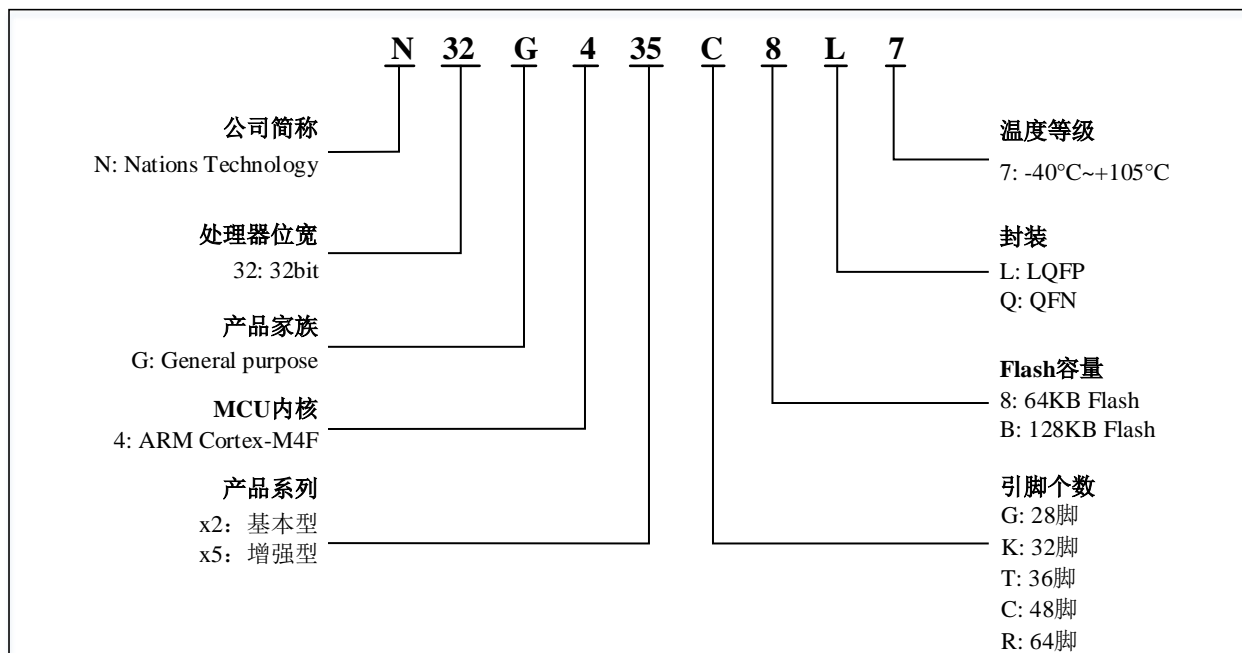 N 32 G 4 35 C 8 L 7
公司简称
N: Nations Technology
处理器位宽
32: 32bit
产品家族
G: General purpose
MCU内核
4: ARM Cortex-M4F
产品系列
x2：基本型
x5：增强型
温度等级
7: -40°C~+105°C
封装
L: LQFP
Q: QFN
Flash容量
8: 64KB Flash
B: 128KB Flash
引脚个数
G: 28脚
K: 32脚
T: 36脚
C: 48脚
R: 64脚